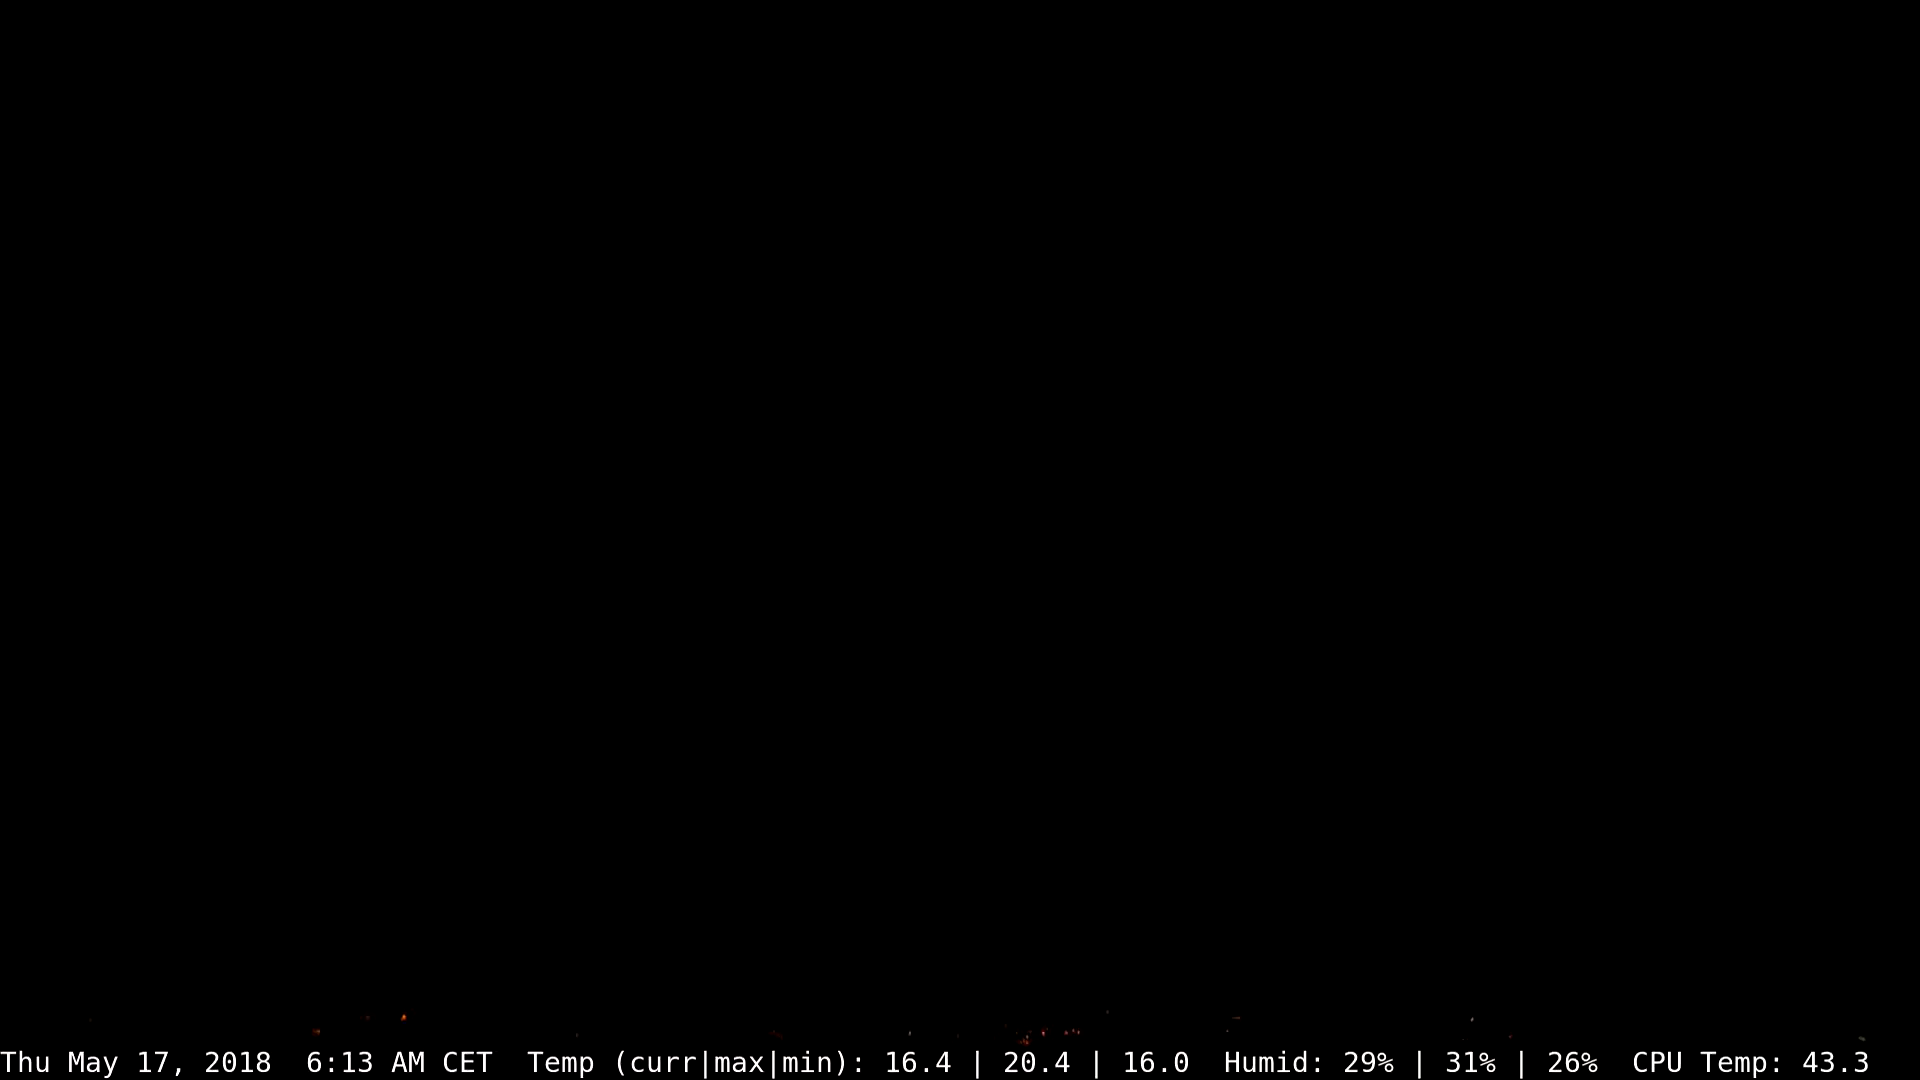 Thu May 17, 2018  6:13 AM CET  Temp (curr|max|min): 16.4 | 20.4 | 16.0  Humid: 29% | 31% | 26%  CPU Temp: 43.3